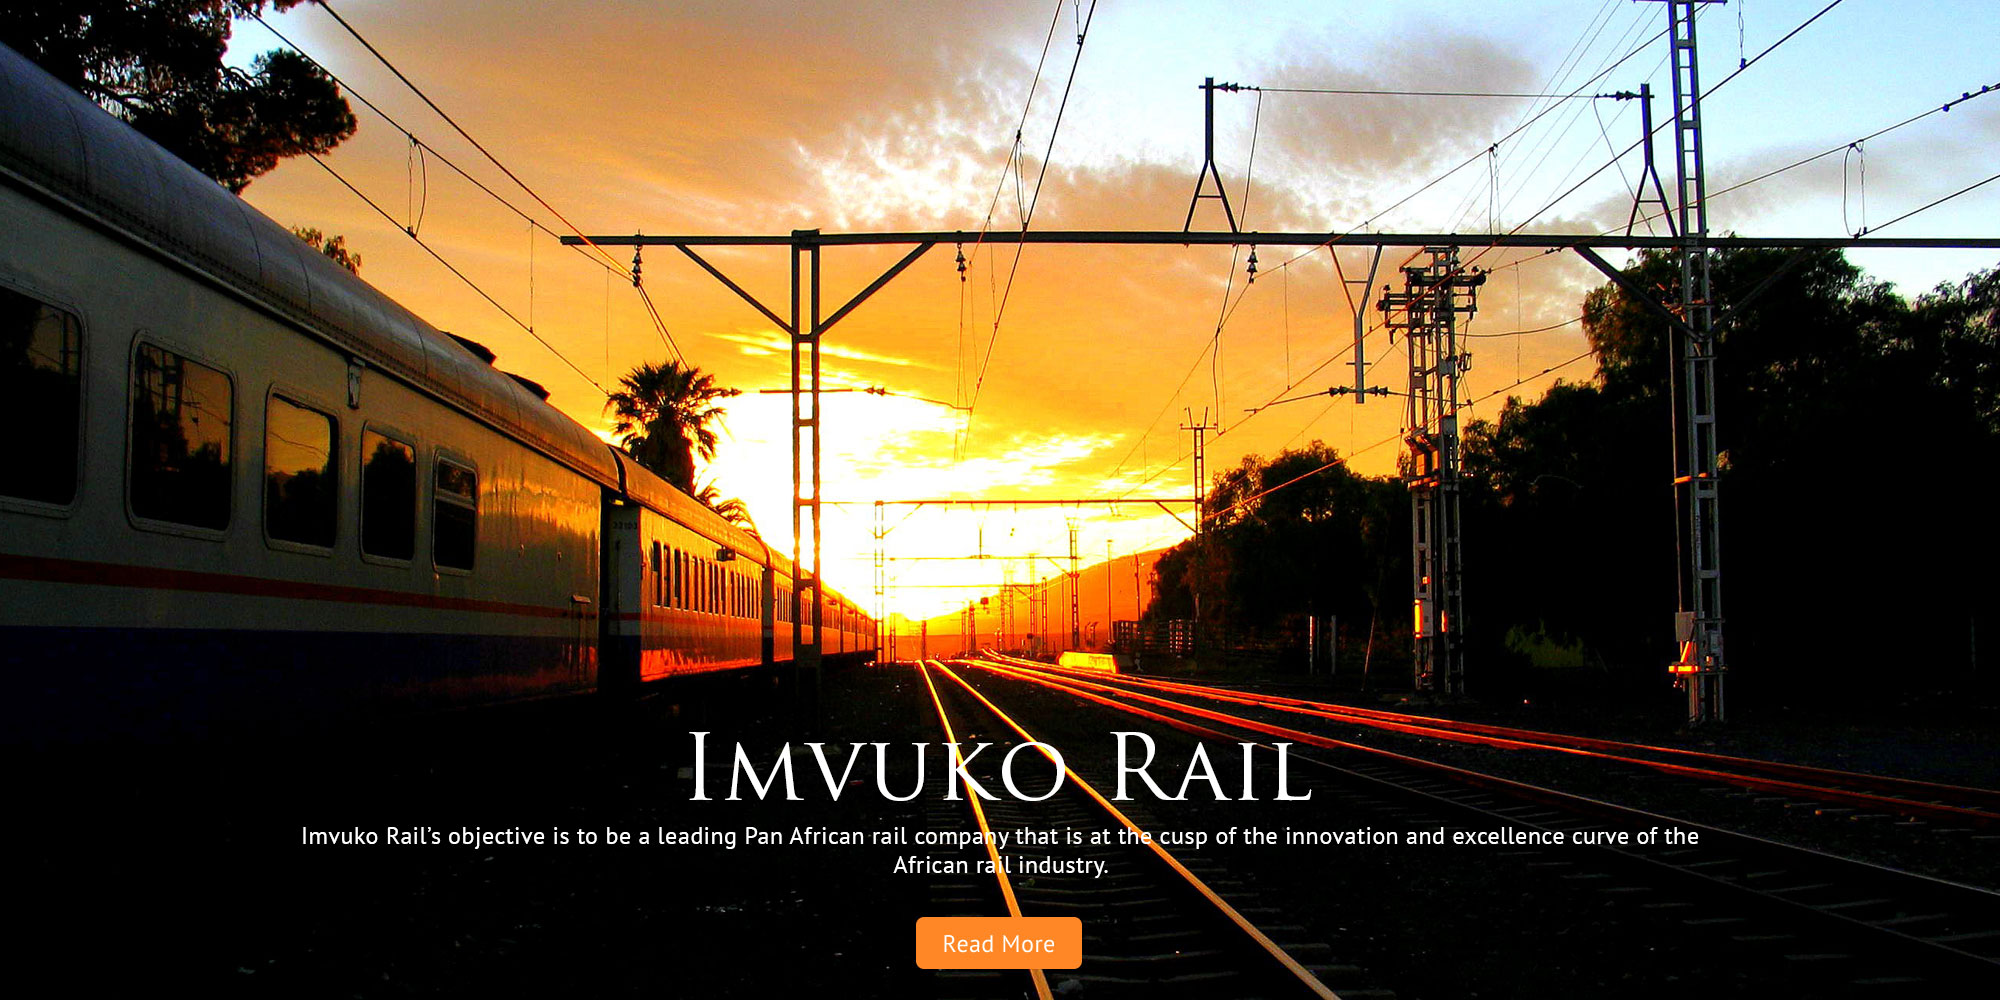 Imvuko Rail
Imvuko Rail’s objective is to be a leading Pan African rail company that is at the cusp of the innovation and excellence curve of the
African rail industry.
Read More